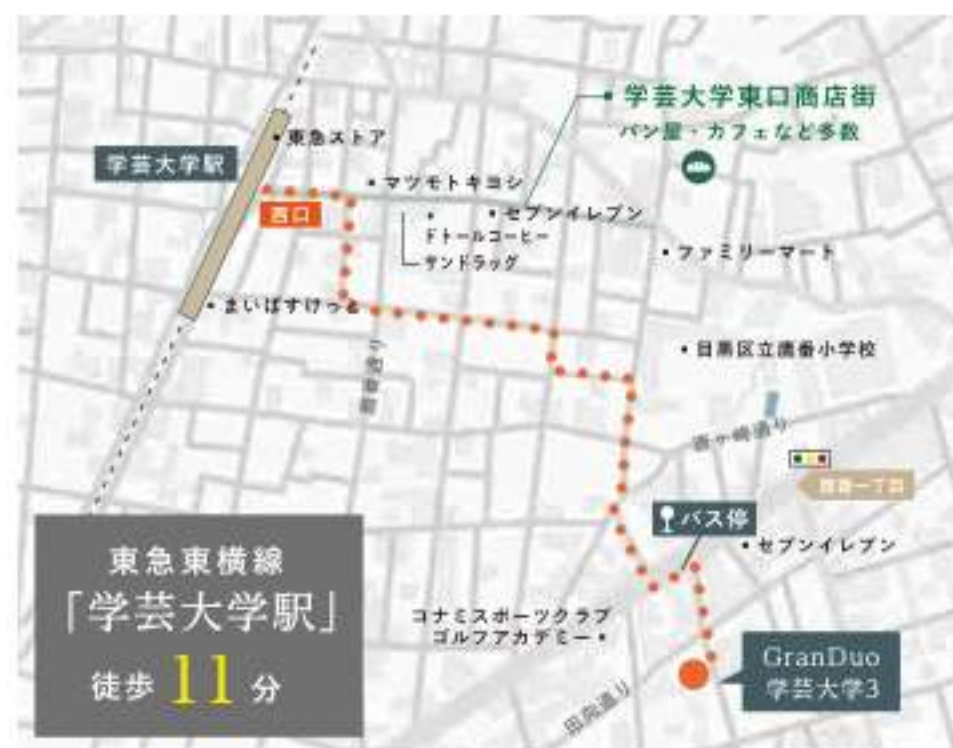 学芸大学東口商店街
パン屋・カフェなど多数
東急ストア
学芸大学駅
マツモトキヨシ
西口
セブンイレブン
ドトールコーヒー
サンドラッグ
ファミリーマート
まいばすけっと
目黒区立鷹番小学校
バス停
セブンイレブン
コナミスポーツクラブ
ゴルフアカデミー
GranDuo
学芸大学3
田向通り
東急東横線
「学芸大学駅」
徒歩 11 分